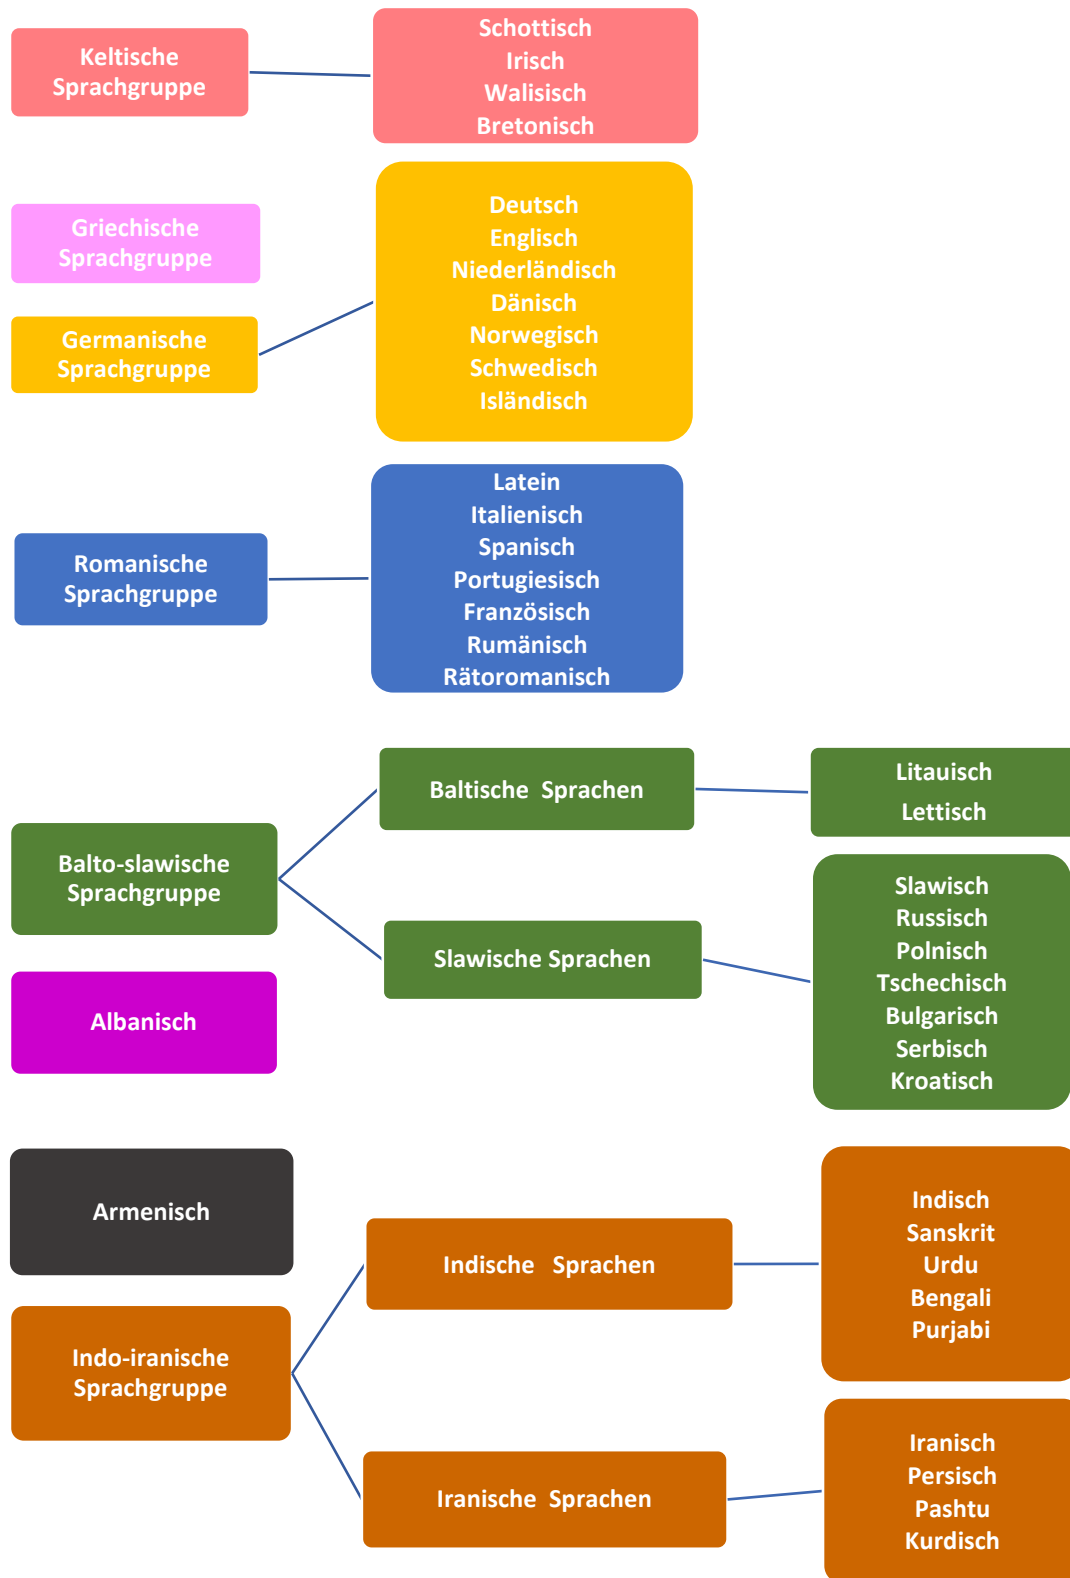 Keltische
Sprachgruppe
Schottisch
Irisch
Walisisch
Bretonisch
Griechische
Sprachgruppe
Germanische
Sprachgruppe
Deutsch
Englisch
Niederländisch
Dänisch
Norwegisch
Schwedisch
Isländisch
Romanische
Sprachgruppe
Latein
Italienisch
Spanisch
Portugiesisch
Französisch
Rumänisch
Rätoromanisch
Balto-slawische
Sprachgruppe
Baltische Sprachen
Litauisch
Lettisch
Slawische Sprachen
Slawisch
Russisch
Polnisch
Tschechisch
Bulgarisch
Serbisch
Kroatisch
Albanisch
Armenisch
Indo-iranische
Sprachgruppe
Indische Sprachen
Indisch
Sanskrit
Urdu
Bengali
Purjabi
Iranische Sprachen
Iranisch
Persisch
Pashtu
Kurdisch